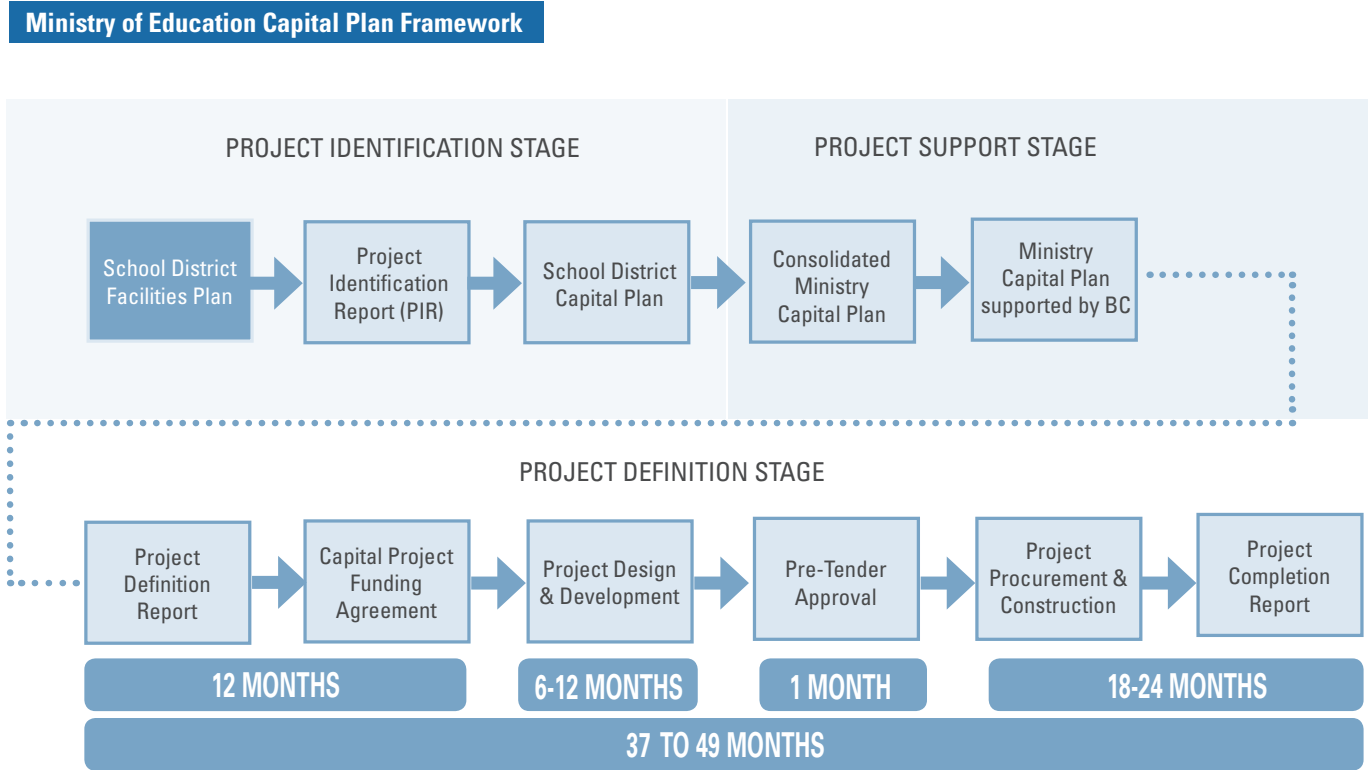 Ministry of Education Capital Plan Framework
PROJECT IDENTIFICATION STAGE
PROJECT SUPPORT STAGE
School District
Facilities Plan
Project
Identification
Report (PIR)
School District
Capital Plan
Consolidated
Ministry
Capital Plan
Ministry
Capital Plan
supported by BC
PROJECT DEFINITION STAGE
Project
Definition
Report
Capital Project
Funding
Agreement
Project Design
& Development
Pre-Tender
Approval
Project
Procurement &
Construction
Project
Completion
Report
12 MONTHS
6-12 MONTHS
1 MONTH
18-24 MONTHS
37 TO 49 MONTHS